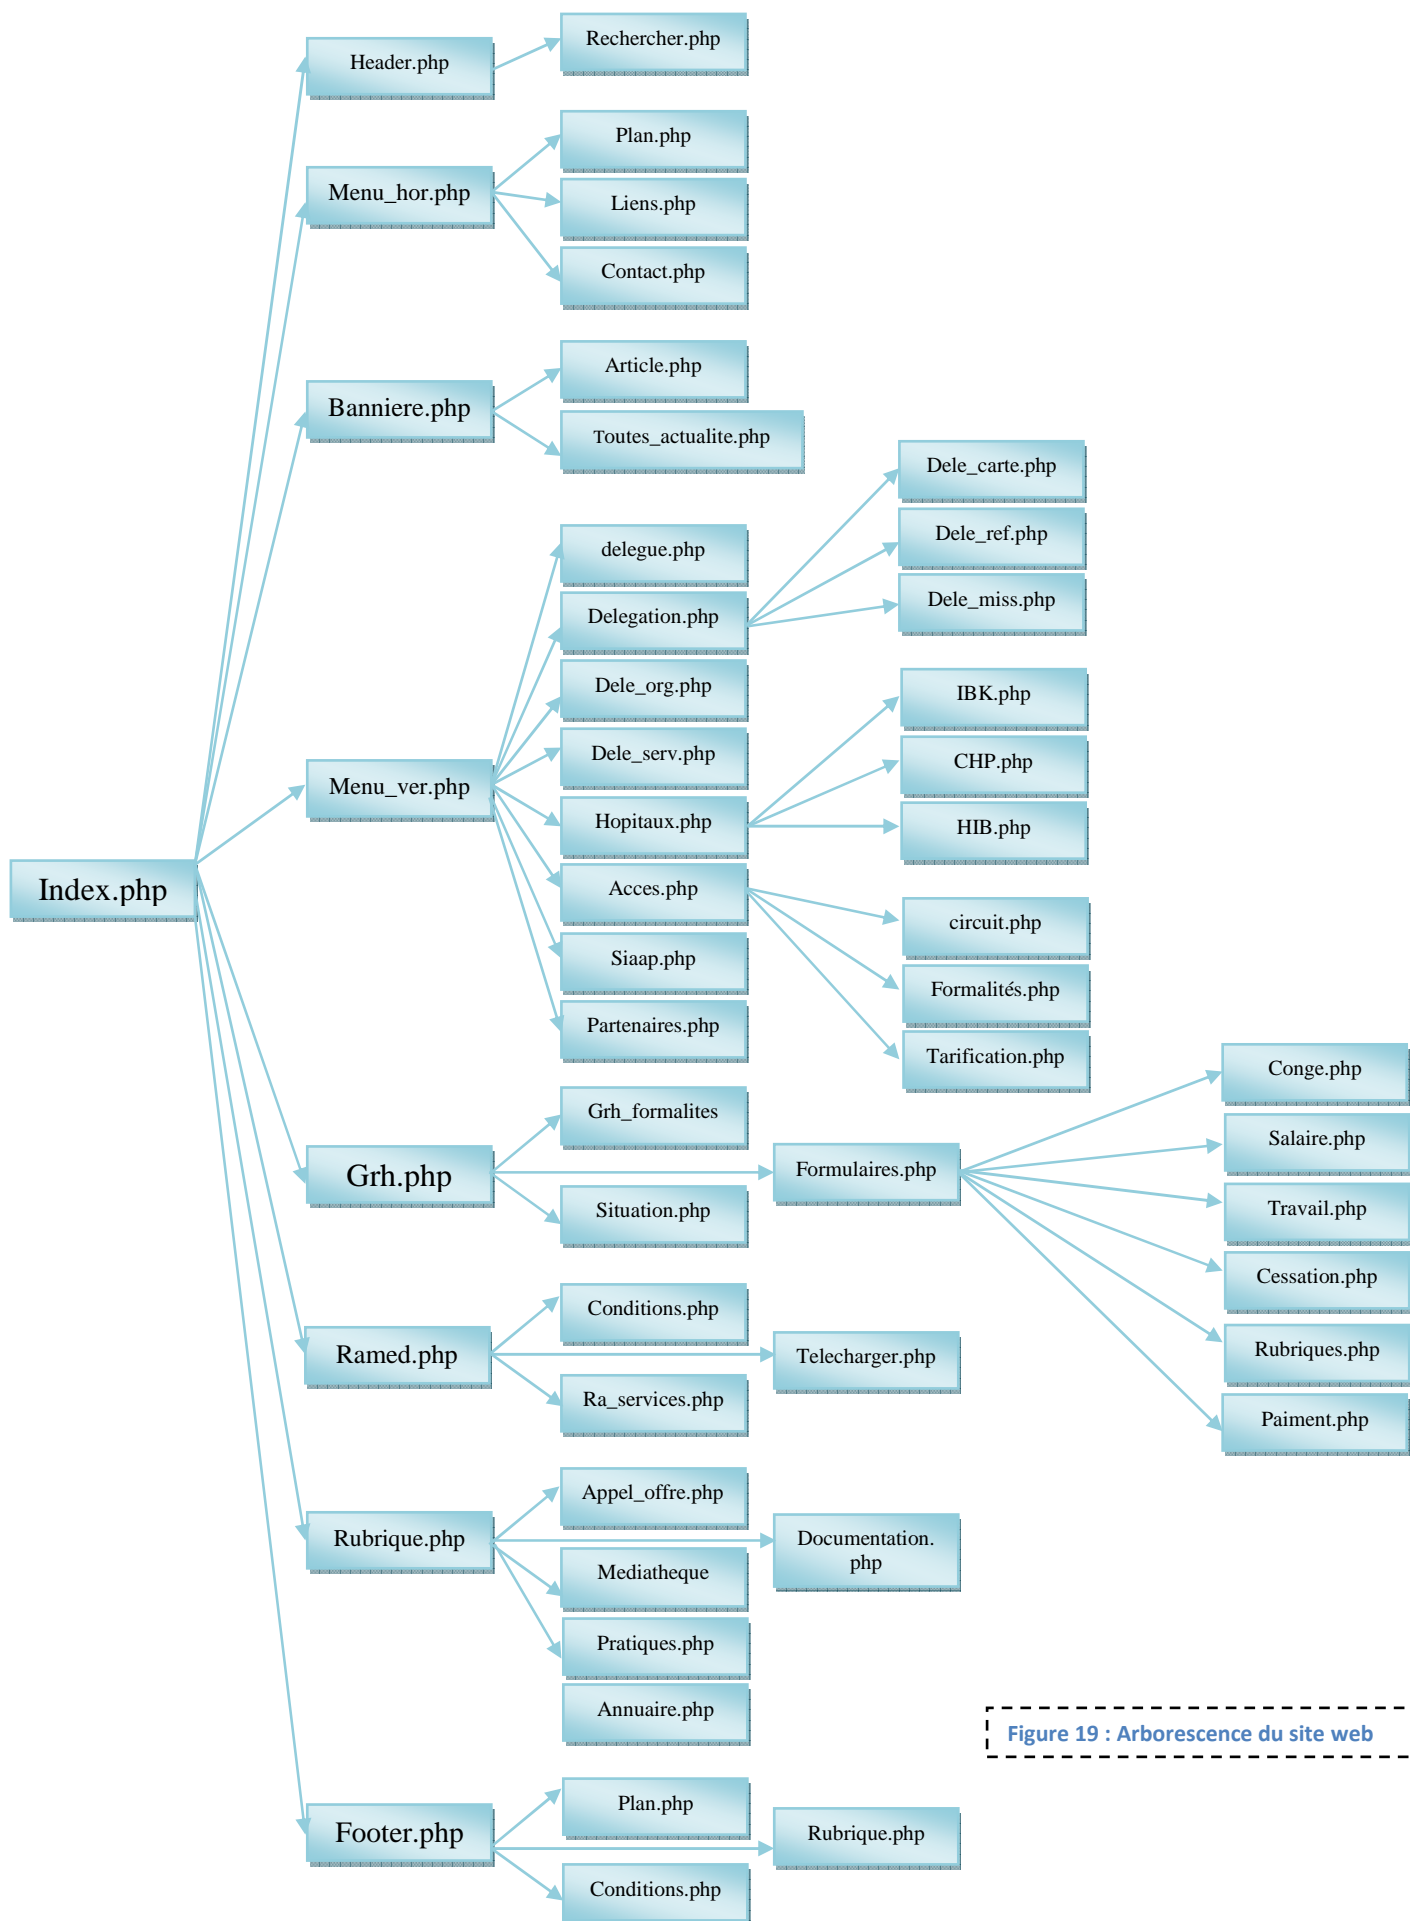 Header.php
Rechercher.php
Menu_hor.php
Plan.php
Liens.php
Contact.php
Banniere.php
Article.php
Toutes_actualite.php
Index.php
Menu_ver.php
delegue.php
Delegation.php
Dele_carte.php
Dele_ref.php
Dele_miss.php
Dele_org.php
Dele_serv.php
Hopitaux.php
IBK.php
CHP.php
HIB.php
Acces.php
circuit.php
Formalités.php
Tarification.php
Siaap.php
Partenaires.php
Grh.php
Grh_formalites
Formulaires.php
Conge.php
Salaire.php
Travail.php
Cessation.php
Rubriques.php
Paiment.php
Situation.php
Ramed.php
Conditions.php
Telecharger.php
Ra_services.php
Rubrique.php
Appel_offre.php
Documentation.
php
Mediatheque
Pratiques.php
Annuaire.php
Figure 19 : Arborescence du site web
Footer.php
Plan.php
Rubrique.php
Conditions.php